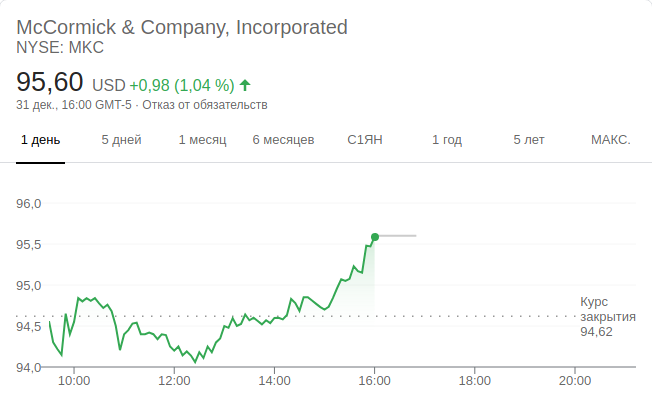 McCormick & Company, Incorporated
NYSE: MKC
95,60 USD +0,98 (1,04 %)
31 дек., 16:00 GMT-5 · Отказ от обязательств
1 день 5 дней 1 месяц 6 месяцев С1ЯН 1 год 5 лет МАКС.
96,0
95,5
95,0
Курс
закрытия
94,62
94,5
94,0
10:00 12:00 14:00 16:00 18:00 20:00